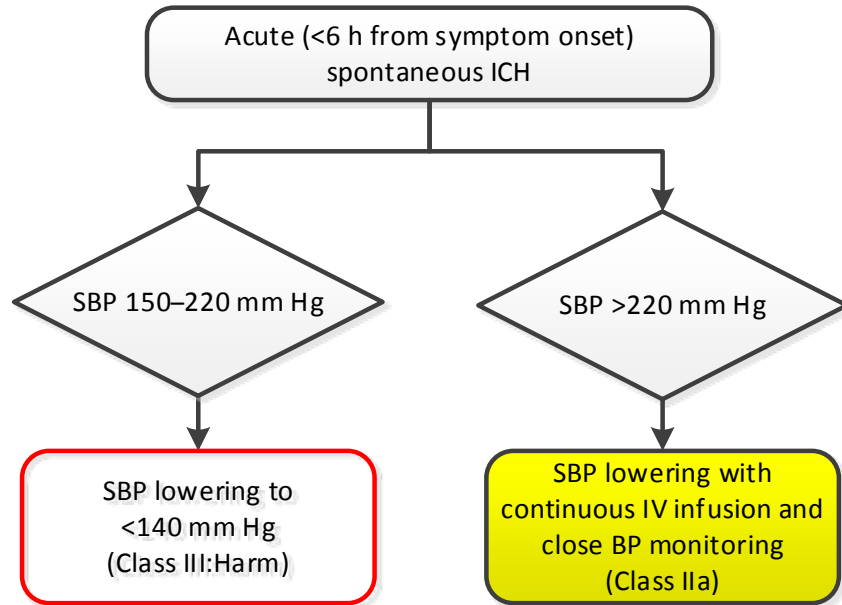 Acute (<6 h from symptom onset)
spontaneous ICH
SBP 150–220 mm Hg
SBP >220 mm Hg
SBP lowering to
<140 mm Hg
(Class III:Harm)
SBP lowering with
continuous IV infusion and
close BP monitoring
(Class IIa)